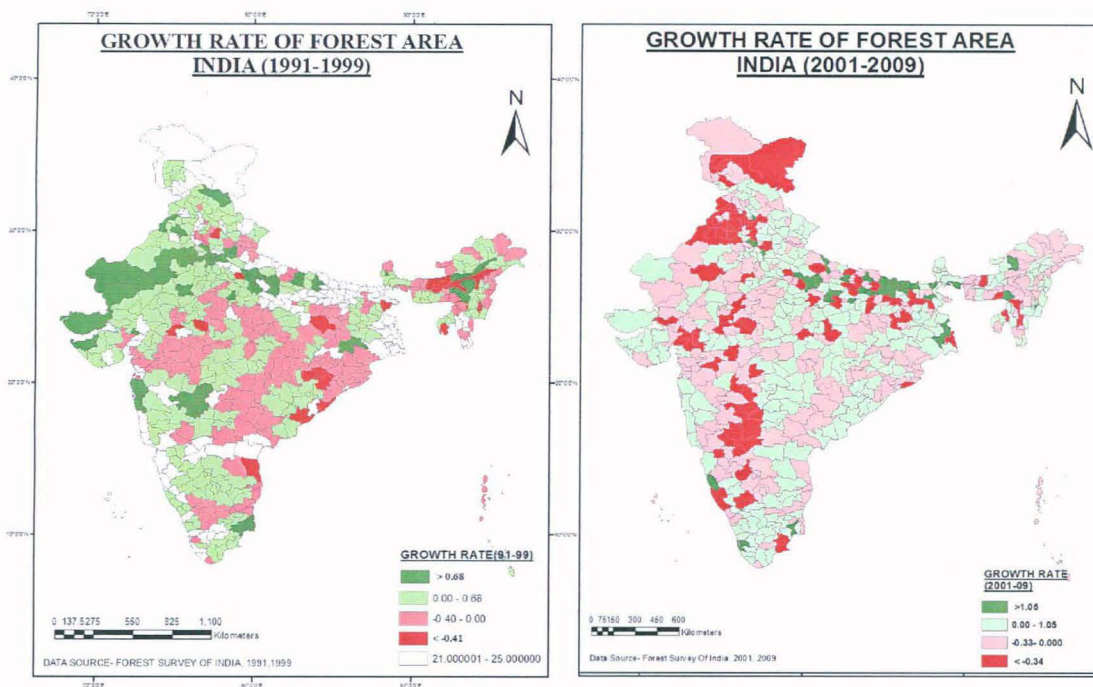 GROWTH RATE OF FOREST AREA
INDIA (1991-1999)
N
GROWTH RATE(91-99)
> 0.68
0.00 - 0.68
-0.40 - 0.00
< -0.41
21.000001 - 25.000000
0 137.5275 550 825 1,100
Kilometers
DATA SOURCE- FOREST SURVEY OF INDIA, 1991,1999
GROWTH RATE OF FOREST AREA
INDIA (2001-2009)
N
GROWTH RATE
(2001-09)
>1.05
0.00 - 1.05
-0.33- 0.000
< -0.34
0 75150 300 450 600
Kilometers
Data Source- Forest Survey Of India, 2001, 2009